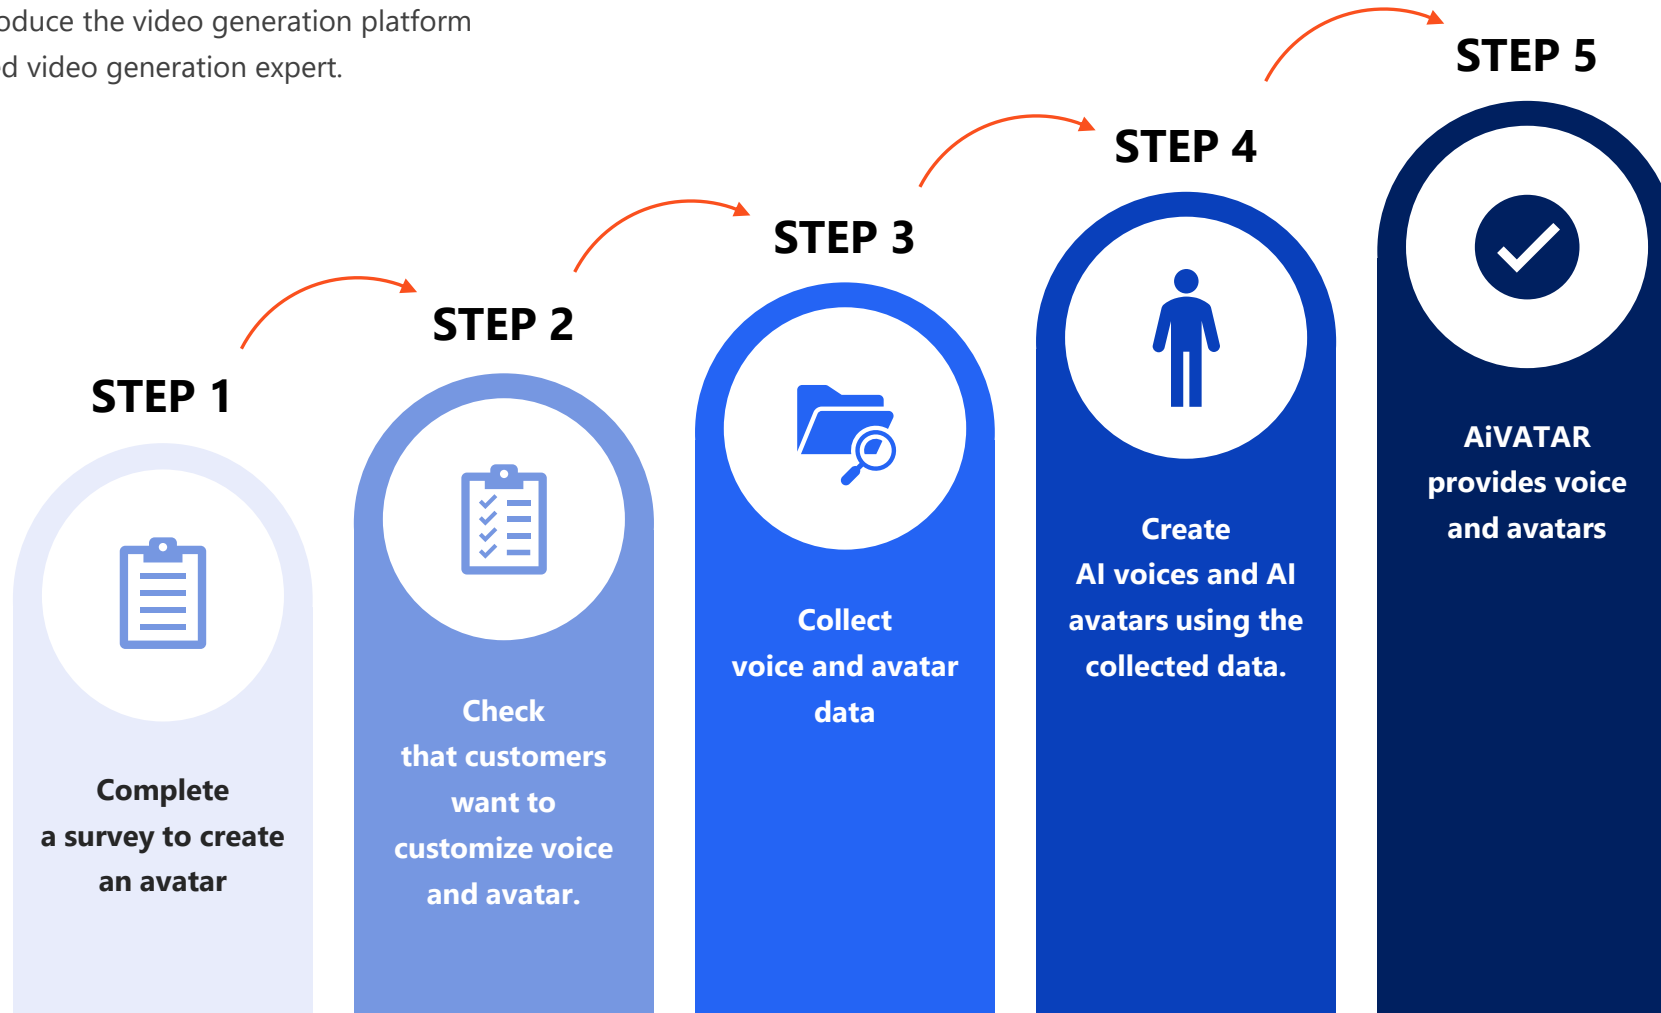 the video generation platform
video generation expert.
STEP 1
Complete
a survey to create
an avatar
STEP 2
Check
that customers
want to
customize voice
and avatar.
STEP 3
Collect
voice and avatar
data
STEP 4
Create
AI voices and AI
avatars using the
collected data.
STEP 5
AiVATAR
provides voice
and avatars